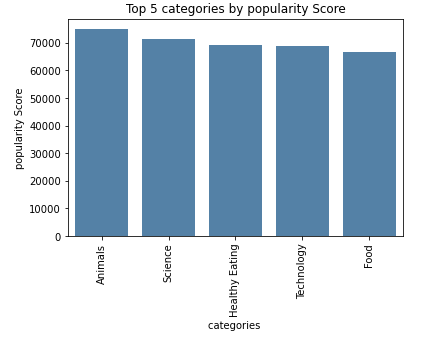 Top 5 categories by popularity Score
popularity Score
70000
60000
50000
40000
30000
20000
10000
0
Animals
Science
Healthy Eating
Technology
Food
categories